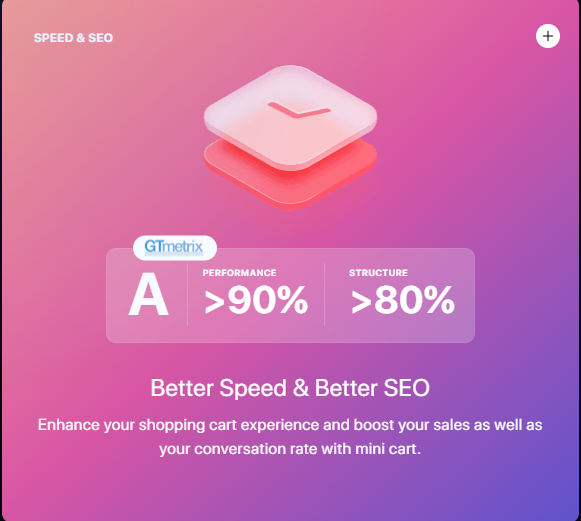 SPEED & SEO
GTmetrix
A
PERFORMANCE
>90%
STRUCTURE
>80%
Better Speed & Better SEO
Enhance your shopping cart experience and boost your sales as well as
your conversation rate with mini cart.